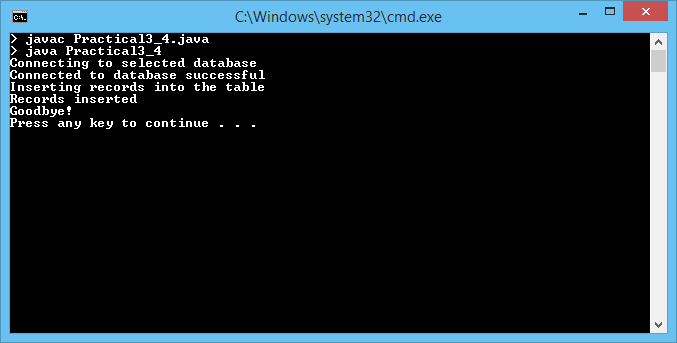 C:\Windows\system32\cmd.exe
> javac Practical3_4.java
> java Practical3_4
Connecting to selected database
Connected to database successful
Inserting records into the table
Records inserted
Goodbye!
Press any key to continue . . .